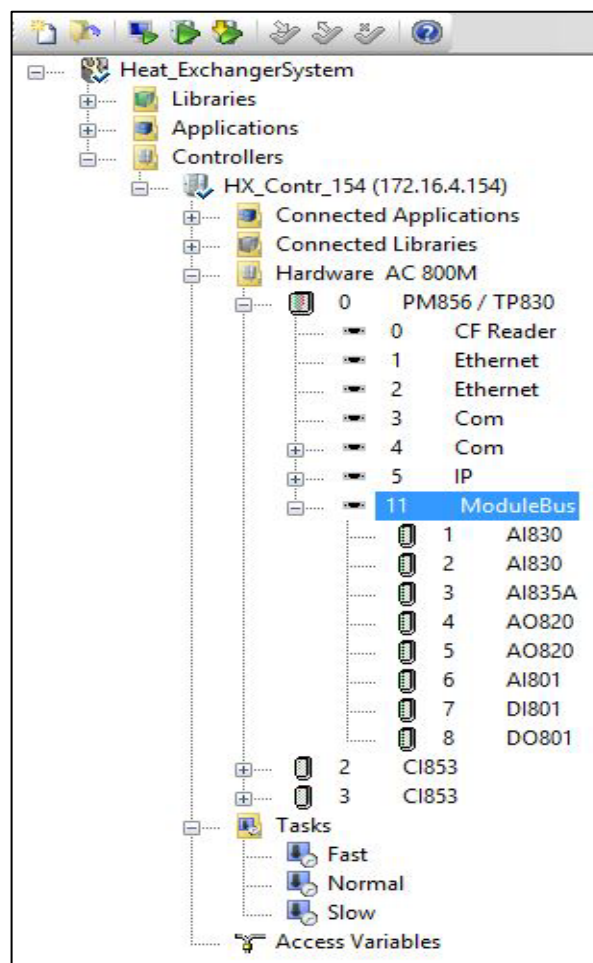 Heat_ExchangerSystem
Libraries
Applications
Controllers
HX_Contr_154 (172.16.4.154)
Connected Applications
Connected Libraries
Hardware AC 800M
0 PM856 / TP830
0 CF Reader
1 Ethernet
2 Ethernet
3 Com
4 Com
5 IP
11 ModuleBus
1 AI830
2 AI830
3 AI835A
4 AO820
5 AO820
6 AI801
7 DI801
8 DO801
2 CI853
3 CI853
Tasks
Fast
Normal
Slow
Access Variables